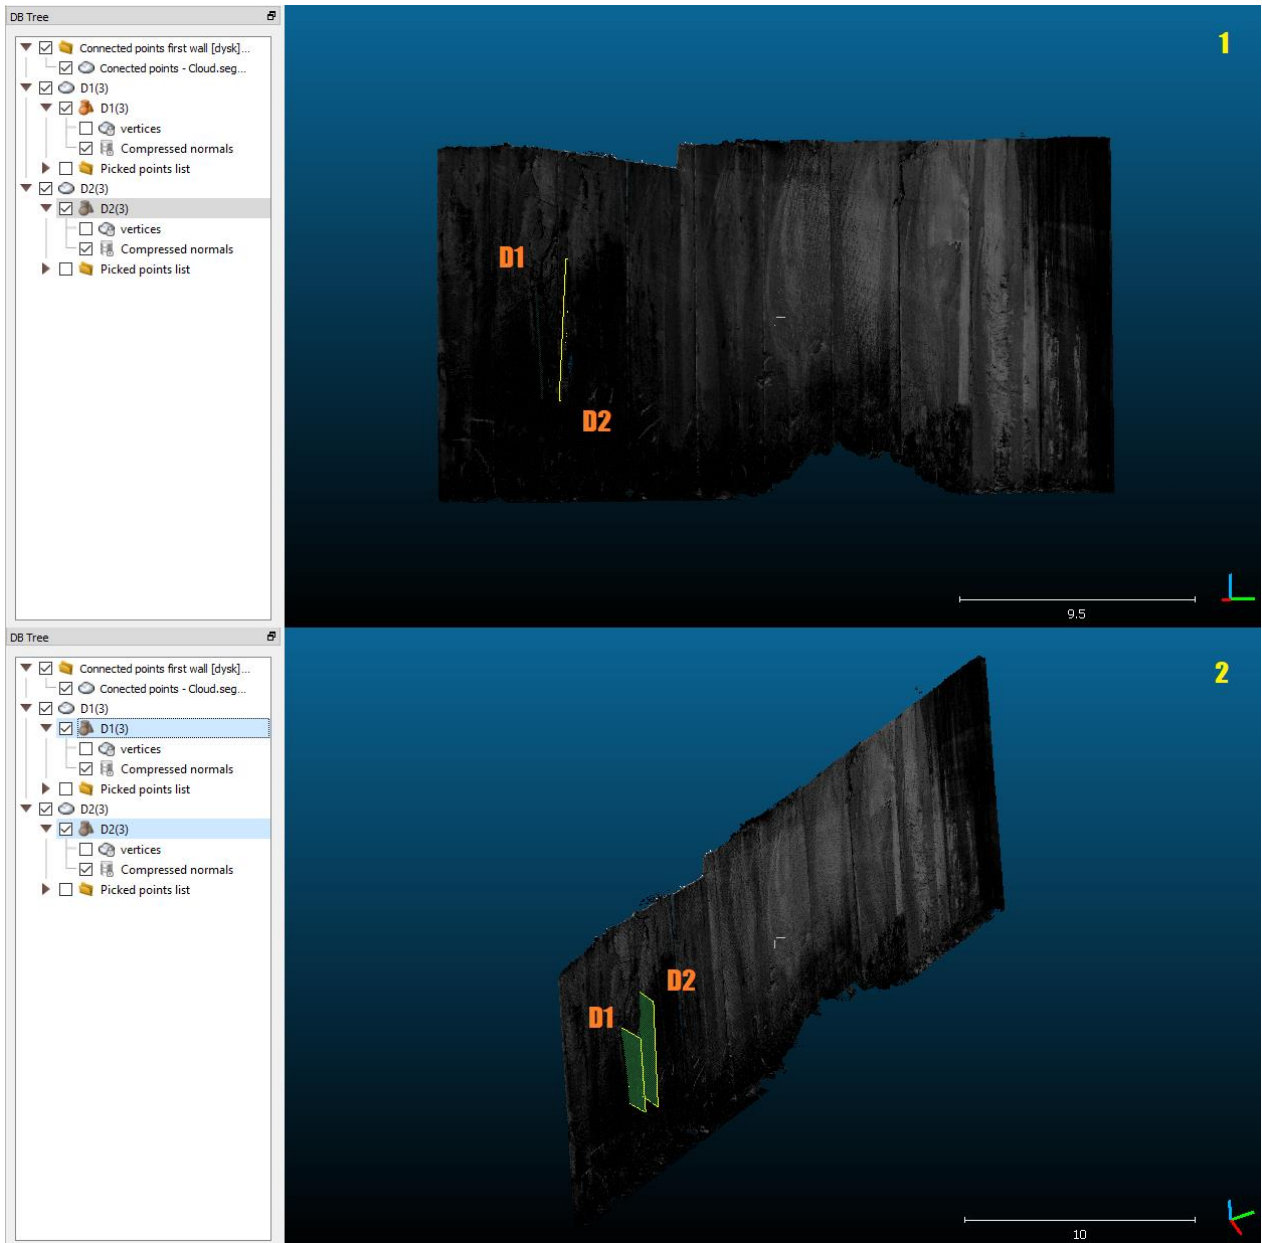 DB Tree
Connected points first wall [dysk]...
Conected points - Cloud.seg...
D1(3)
D1(3)
vertices
Compressed normals
Picked points list
D2(3)
D2(3)
vertices
Compressed normals
Picked points list
1
D1
D2
9.5
DB Tree
Connected points first wall [dysk]...
Conected points - Cloud.seg...
D1(3)
D1(3)
vertices
Compressed normals
Picked points list
D2(3)
D2(3)
vertices
Compressed normals
Picked points list
2
D2
D1
10